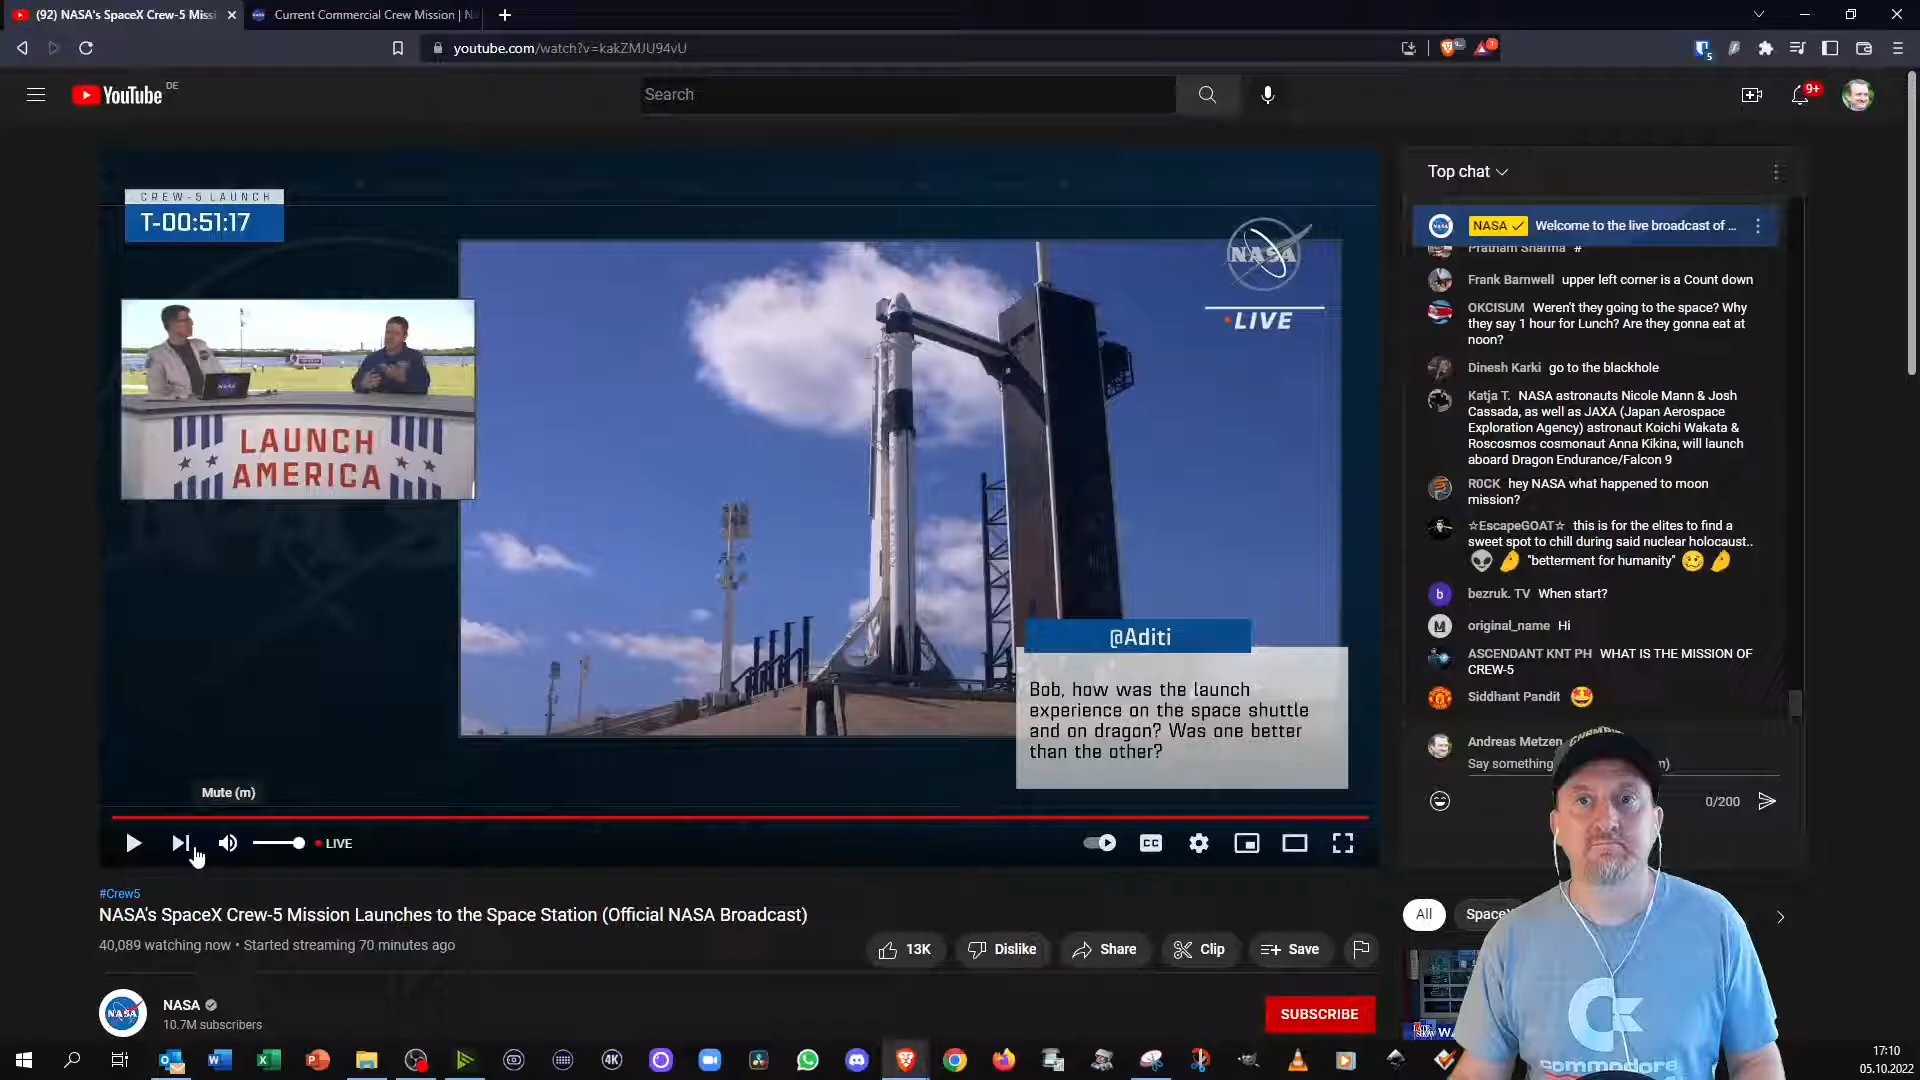 (92) NASA's SpaceX Crew-5 Miss
Current Commercial Crew Mission | N
youtube.com/watch?v=kakZMJU94vU
5
1
YouTube DE
Search
9+
CREW-5 LAUNCH
T-00:51:17
NASA
LIVE
LAUNCH
AMERICA
@Aditi
Bob, how was the launch
experience on the space shuttle
and on dragon? Was one better
than the other?
Mute (m)
LIVE
CC
Top chat
NASA Welcome to the live broadcast of ...
Pratham Sharma #
Frank Barnwell upper left corner is a Count down
OKCISUM Weren't they going to the space? Why
they say 1 hour for Lunch? Are they gonna eat at
noon?
Dinesh Karki go to the blackhole
Katja T. NASA astronauts Nicole Mann & Josh
Cassada, as well as JAXA (Japan Aerospace
Exploration Agency) astronaut Koichi Wakata &
Roscosmos cosmonaut Anna Kikina, will launch
aboard Dragon Endurance/Falcon 9
R0CK hey NASA what happened to moon
mission?
☆EscapeGOAT☆ this is for the elites to find a
sweet spot to chill during said nuclear holocaust..
"betterment for humanity"
b bezruk. TV When start?
original_name Hi
ASCENDANT KNT PH WHAT IS THE MISSION OF
CREW-5
Siddhant Pandit
Andreas Metzen
Say something
0/200
#Crew5
NASA's SpaceX Crew-5 Mission Launches to the Space Station (Official NASA Broadcast)
40,089 watching now • Started streaming 70 minutes ago
13K Dislike Share Clip Save
All SpaceX
NASA
10.7M subscribers
SUBSCRIBE
commodore
4K
17:10
05.10.2022